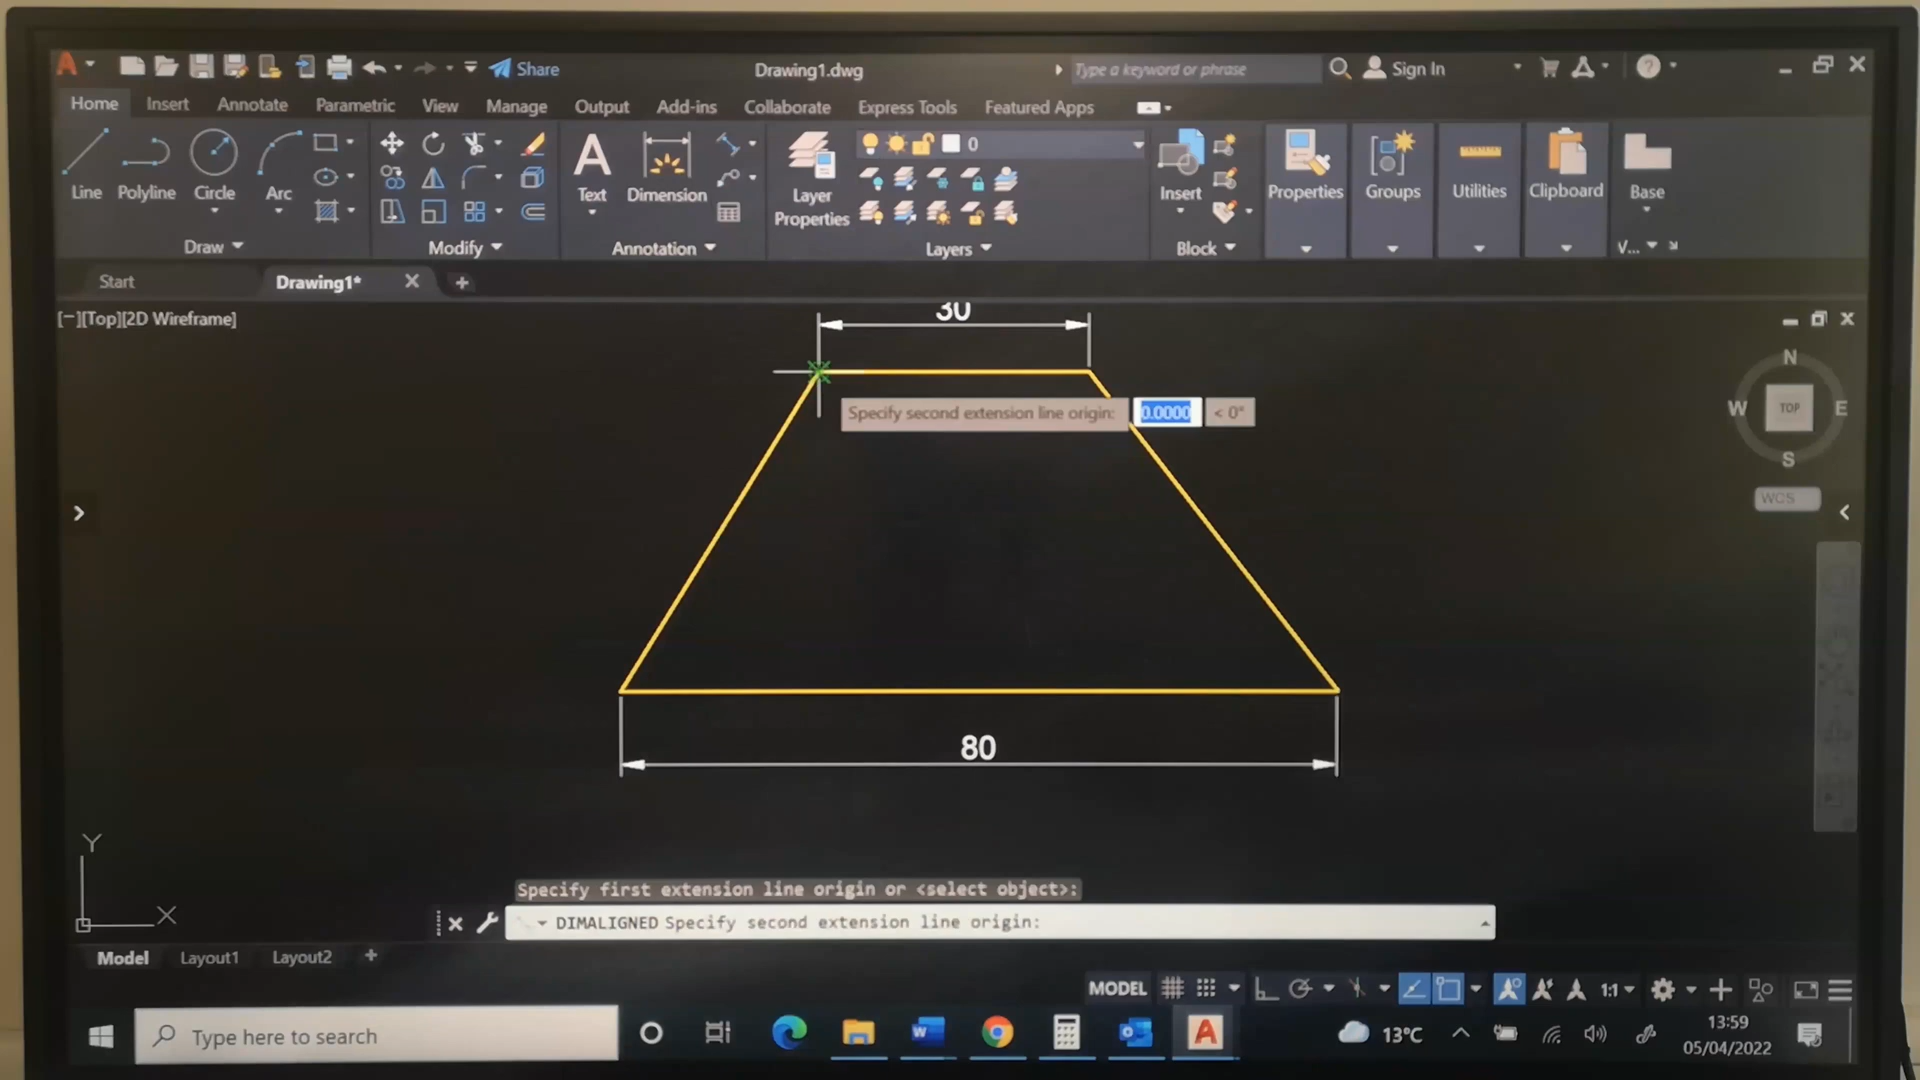 Share
Drawing1.dwg
Type a keyword or phrase
Sign In
Home Insert Annotate Parametric View Manage Output Add-ins Collaborate Express Tools Featured Apps
Line Polyline Circle Arc
Text Dimension
Layer Properties
0
Insert
Properties Groups Utilities Clipboard Base
Draw Modify Annotation Layers Block V...
Start Drawing1*
[−][Top][2D Wireframe]
30
N
W TOP E
S
WCS
Specify second extension line origin: 0.0000 < 0°
80
Y
X
Specify first extension line origin or <select object>:
DIMALIGNED Specify second extension line origin:
Model Layout1 Layout2 +
MODEL 1:1
Type here to search
13°C
13:59
05/04/2022